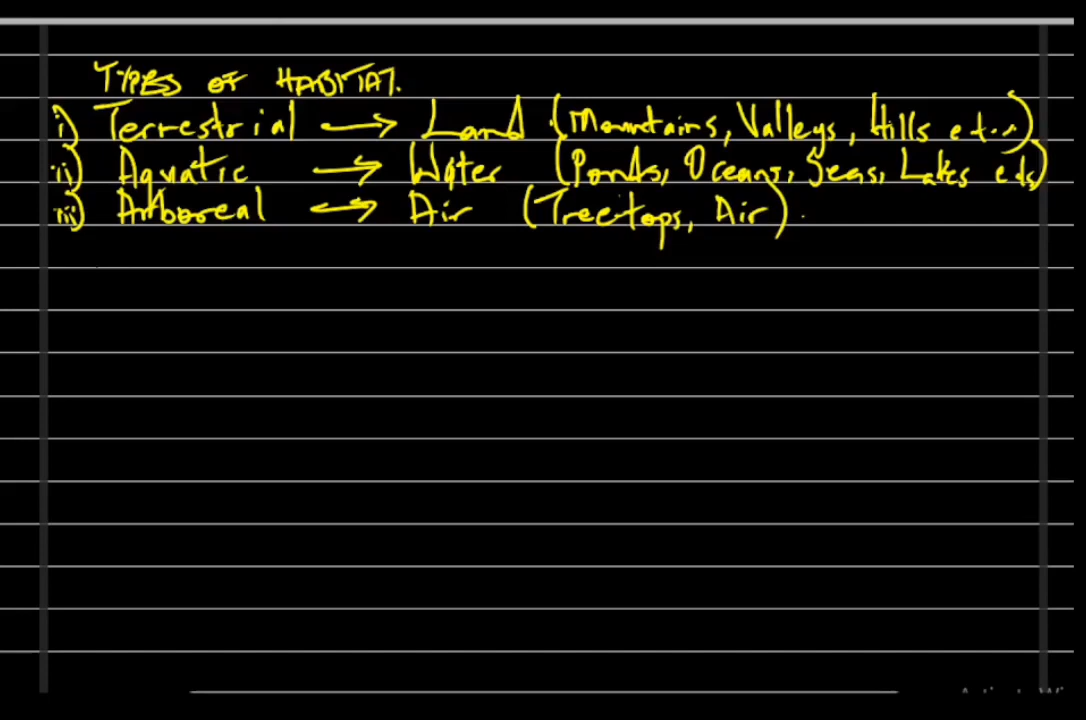 TYPES OF HABITAT.
i) Terrestrial → Land (Mountains, Valleys, Hills etc.)
ii) Aquatic → Water (Ponds, Oceans, Seas, Lakes etc)
iii) Arboreal → Air (Treetops, Air).